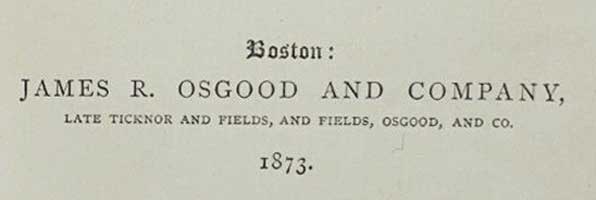 Boston:
JAMES R. OSGOOD AND COMPANY,
LATE TICKNOR AND FIELDS, AND FIELDS, OSGOOD, AND CO.
1873.